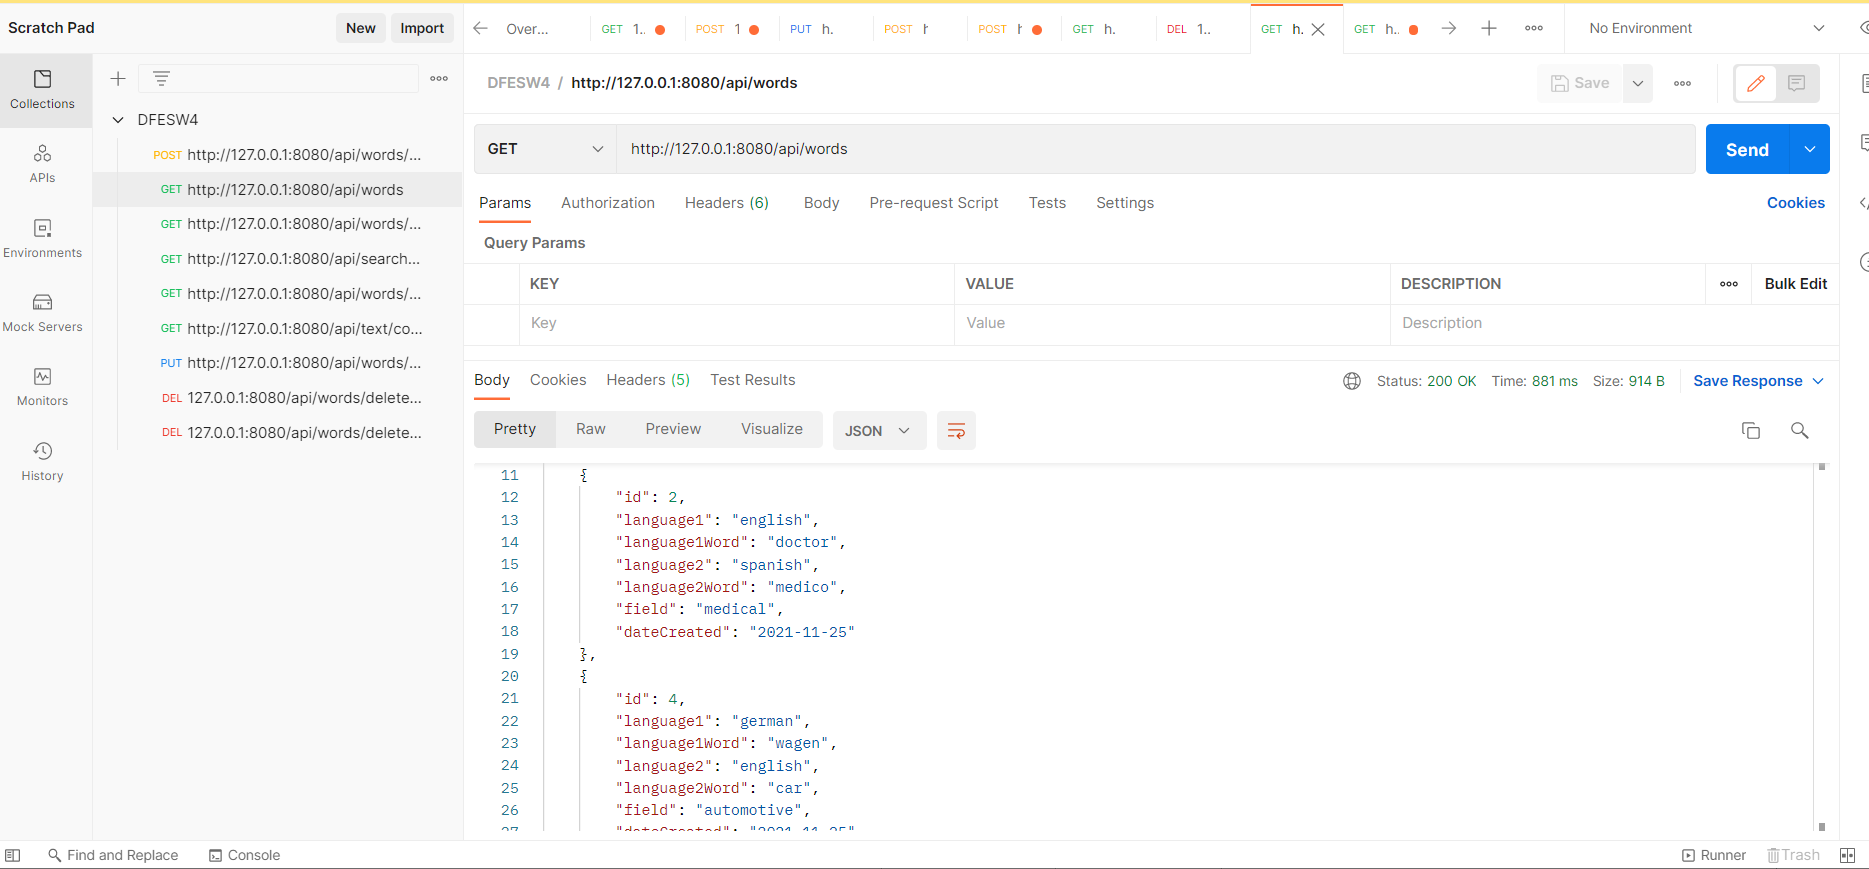 Scratch Pad New Import
Over... GET 1.. POST 1 PUT h. POST h POST h GET h. DEL 1.. GET h. GET h.. No Environment
Collections
APIs
Environments
Mock Servers
Monitors
History
DFESW4
POST http://127.0.0.1:8080/api/words/...
GET http://127.0.0.1:8080/api/words
GET http://127.0.0.1:8080/api/words/...
GET http://127.0.0.1:8080/api/search...
GET http://127.0.0.1:8080/api/words/...
GET http://127.0.0.1:8080/api/text/co...
PUT http://127.0.0.1:8080/api/words/...
DEL 127.0.0.1:8080/api/words/delete...
DEL 127.0.0.1:8080/api/words/delete...
DFESW4 / http://127.0.0.1:8080/api/words Save
GET http://127.0.0.1:8080/api/words Send
Params Authorization Headers (6) Body Pre-request Script Tests Settings Cookies
Query Params
KEY VALUE DESCRIPTION Bulk Edit
Key Value Description
Body Cookies Headers (5) Test Results Status: 200 OK Time: 881 ms Size: 914 B Save Response
Pretty Raw Preview Visualize JSON
11 {
12 "id": 2,
13 "language1": "english",
14 "language1Word": "doctor",
15 "language2": "spanish",
16 "language2Word": "medico",
17 "field": "medical",
18 "dateCreated": "2021-11-25"
19 },
20 {
21 "id": 4,
22 "language1": "german",
23 "language1Word": "wagen",
24 "language2": "english",
25 "language2Word": "car",
26 "field": "automotive",
27 "dateCreated": "2021-11-25"
Find and Replace Console Runner Trash